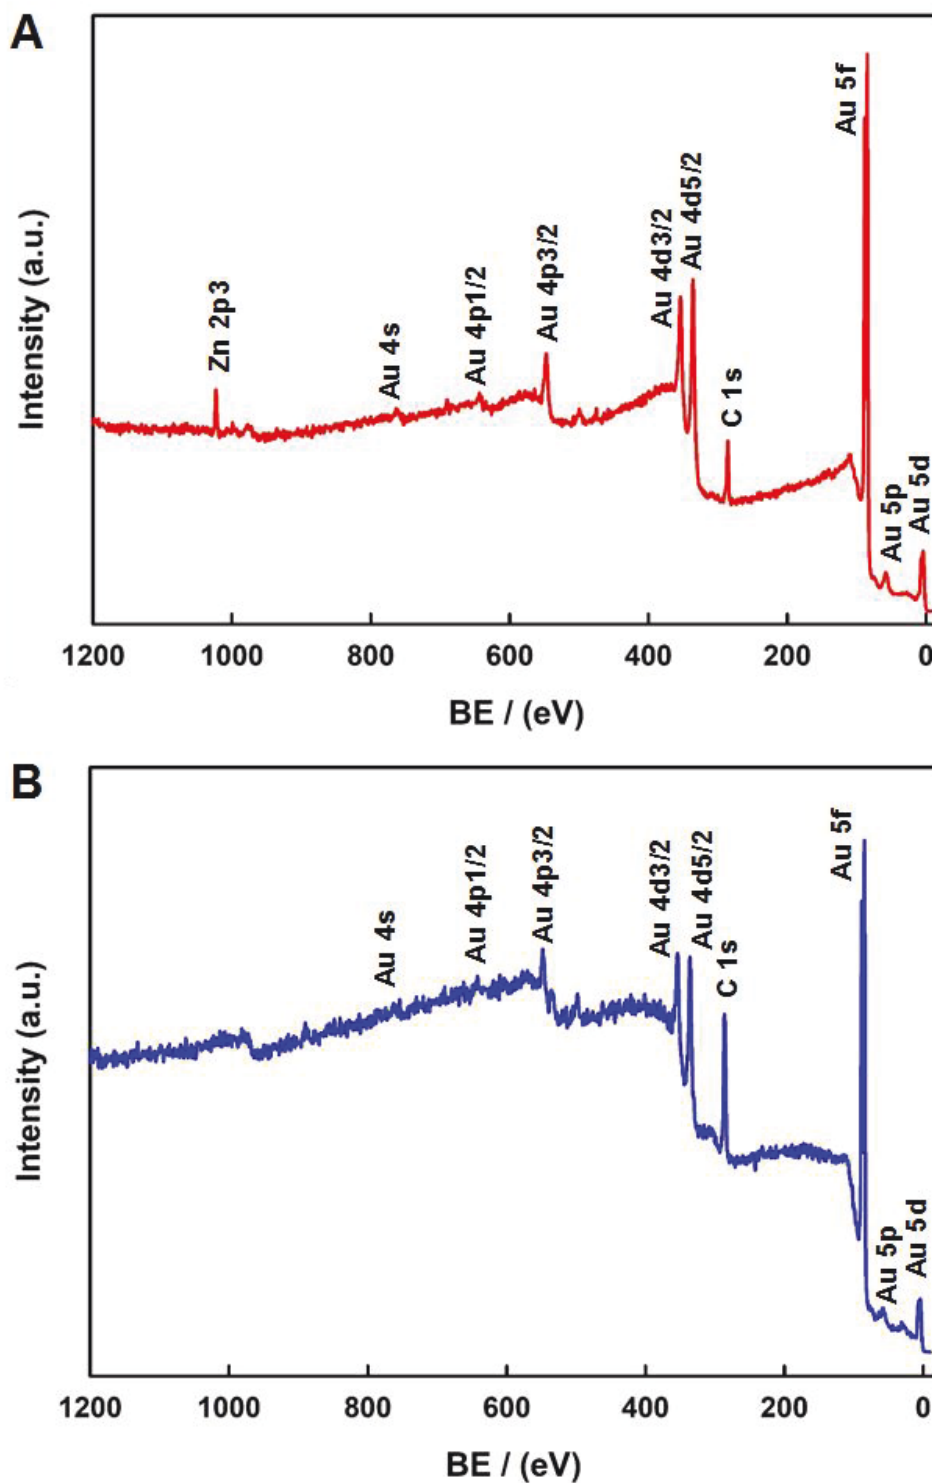 A
Intensity (a.u.)
Zn 2p3
Au 4s
Au 4p1/2
Au 4p3/2
Au 4d3/2
Au 4d5/2
C 1s
Au 5f
Au 5p
Au 5d
1200 1000 800 600 400 200 0
BE / (eV)
B
Intensity (a.u.)
Au 4s
Au 4p1/2
Au 4p3/2
Au 4d3/2
Au 4d5/2
C 1s
Au 5f
Au 5p
Au 5d
1200 1000 800 600 400 200 0
BE / (eV)